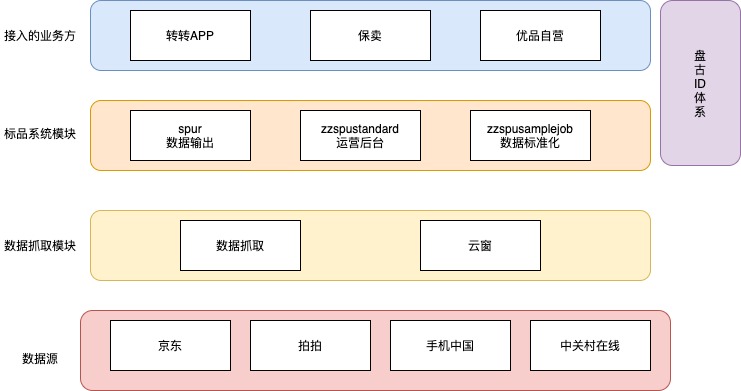 接入的业务方
转转APP
保卖
优品自营
盘古ID体系
标品系统模块
spur
数据输出
zzspustandard
运营后台
zzspusamplejob
数据标准化
数据抓取模块
数据抓取
云窗
数据源
京东
拍拍
手机中国
中关村在线